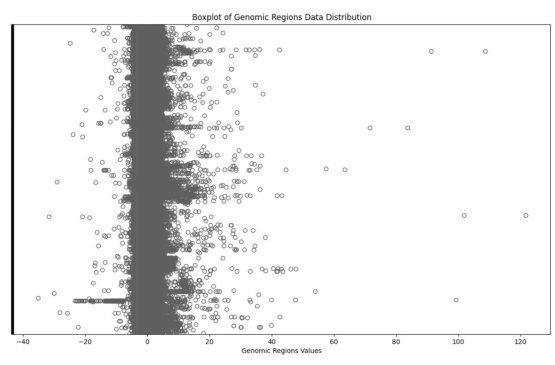 Boxplot of Genomic Regions Data Distribution
−40 −20 0 20 40 60 80 100 120
Genomic Regions Values